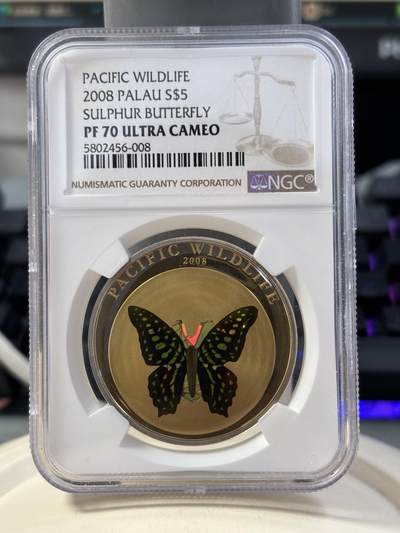 PACIFIC WILDLIFE
2008 PALAU S$5
SULPHUR BUTTERFLY
PF 70 ULTRA CAMEO
5802456-008
NUMISMATIC GUARANTY CORPORATION NGC®
PACIFIC WILDLIFE
2008